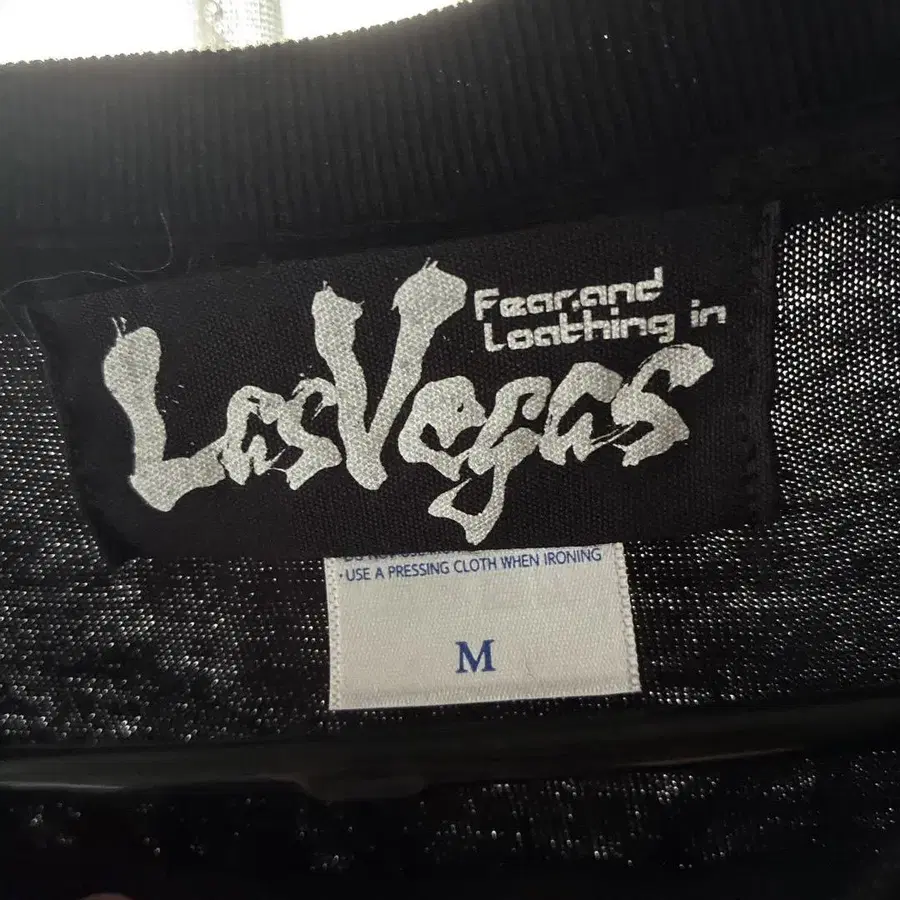 Fear,and
Loathing in
LasVegas
· USE A PRESSING CLOTH WHEN IRONING
M